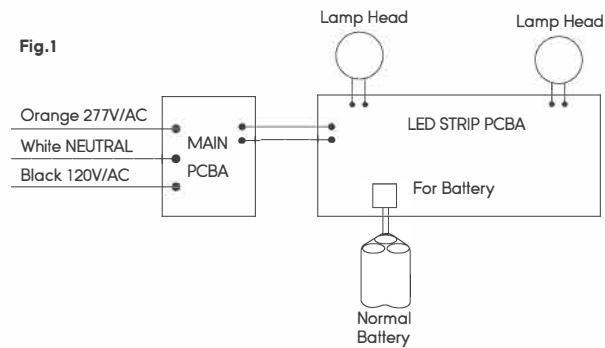 Fig.1
Lamp Head
Lamp Head
Orange 277V/AC
White NEUTRAL
Black 120V/AC
MAIN
PCBA
LED STRIP PCBA
For Battery
Normal
Battery